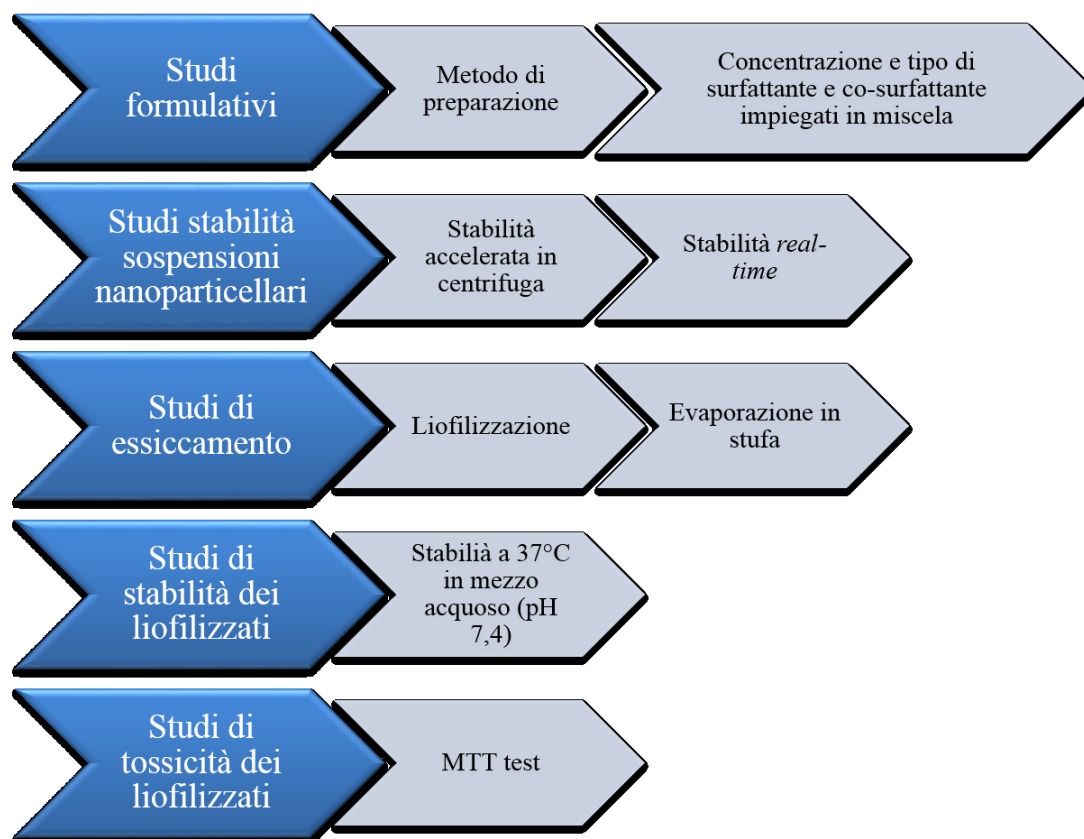 Studi
formulativi
Metodo di
preparazione
Concentrazione e tipo di
surfattante e co-surfattante
impiegati in miscela
Studi stabilità
sospensioni
nanoparticellari
Stabilità
accelerata in
centrifuga
Stabilità real-
time
Studi di
essiccamento
Liofilizzazione
Evaporazione in
stufa
Studi di
stabilità dei
liofilizzati
Stabilià a 37°C
in mezzo
acquoso (pH
7,4)
Studi di
tossicità dei
liofilizzati
MTT test